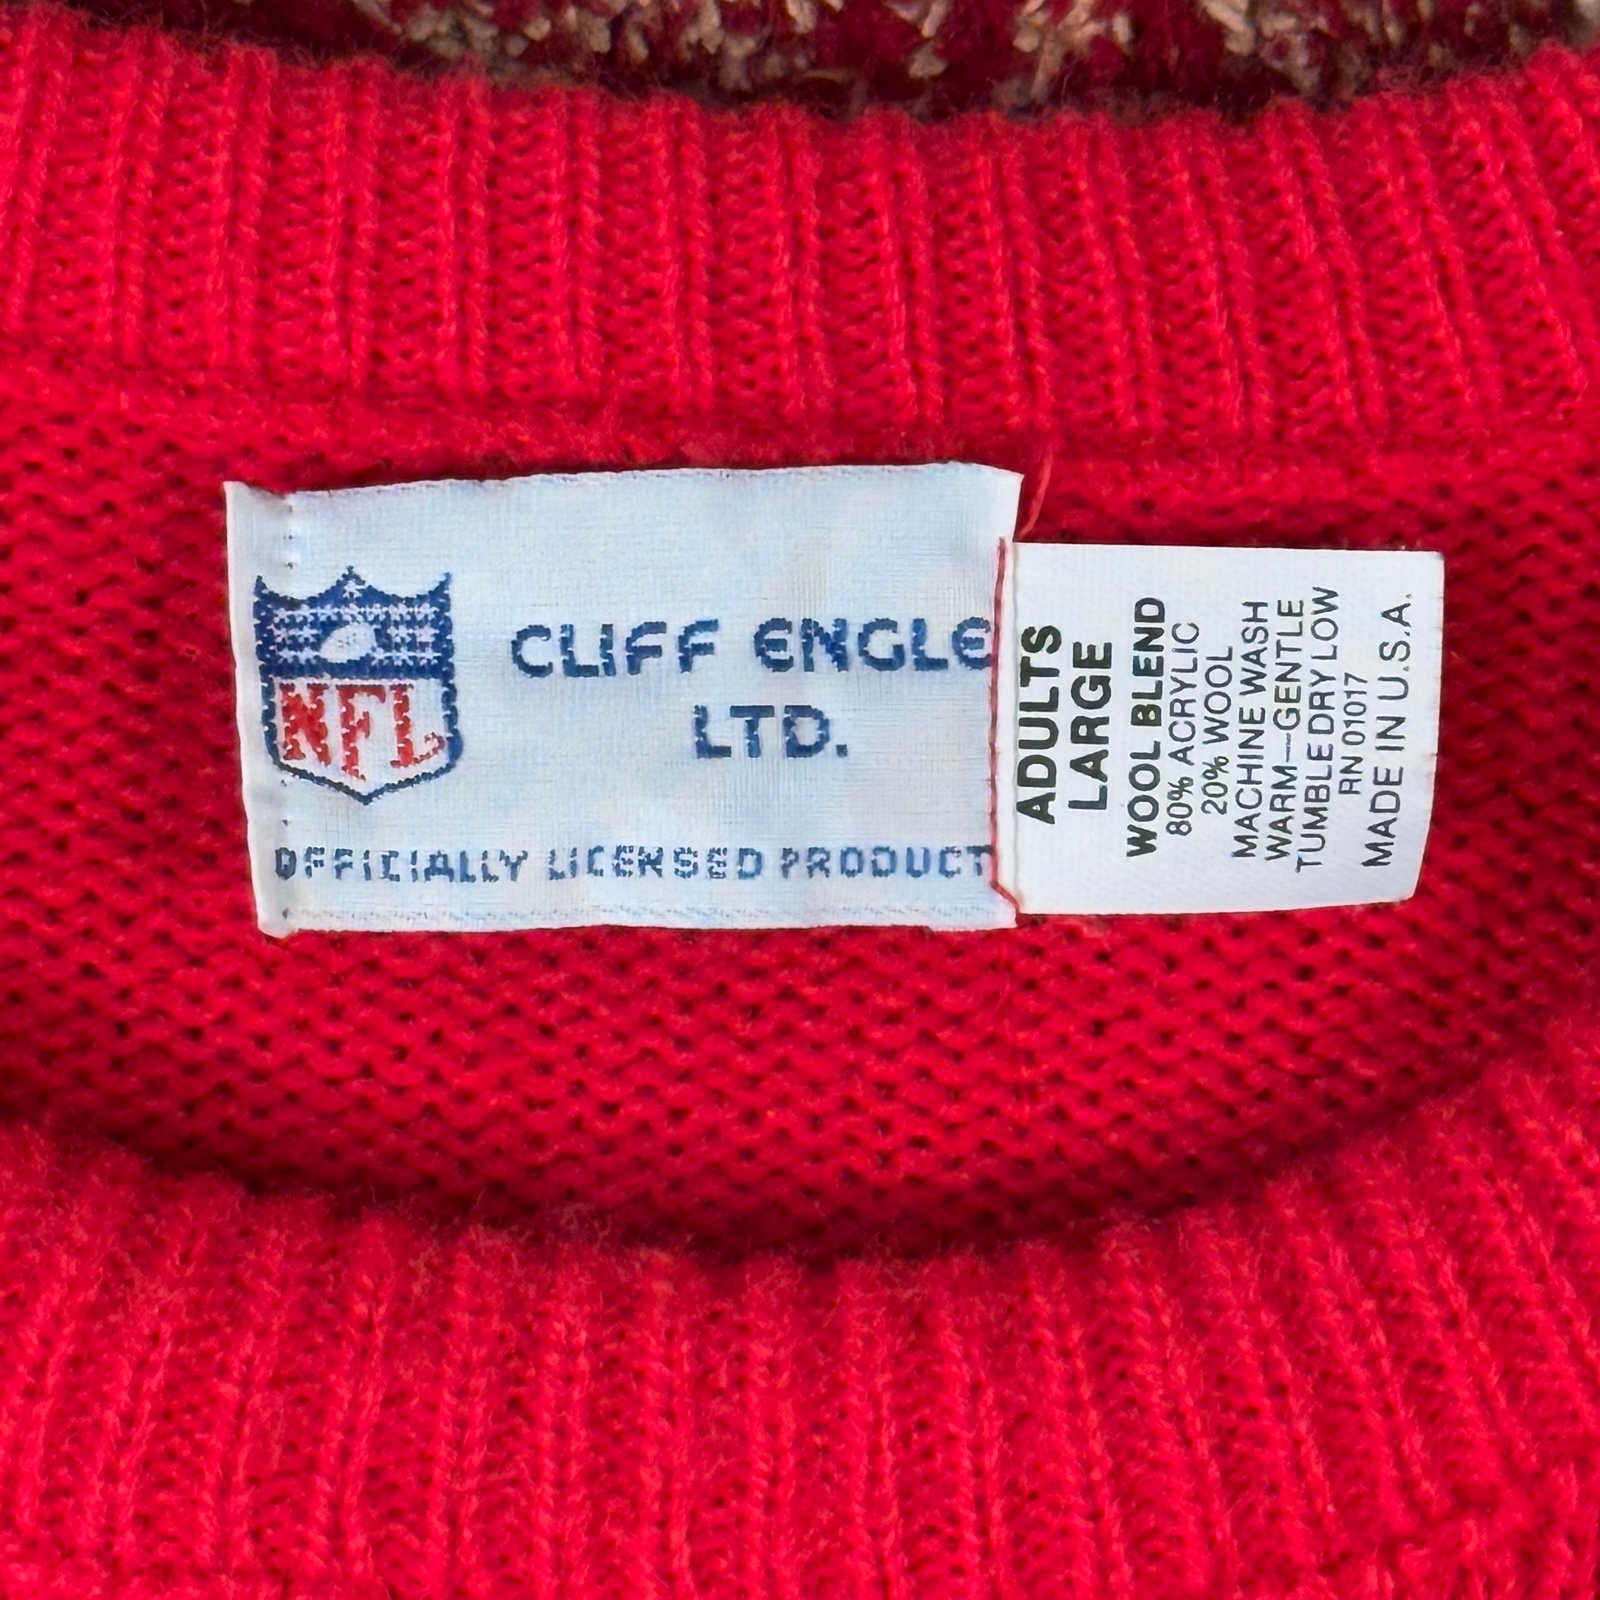 NFL
CLIFF ENGLE
LTD.
OFFICIALLY LICENSED PRODUCT
ADULTS
LARGE
WOOL BLEND
80% ACRYLIC
20% WOOL
MACHINE WASH
WARM—GENTLE
TUMBLE DRY LOW
RN 01017
MADE IN U.S.A.